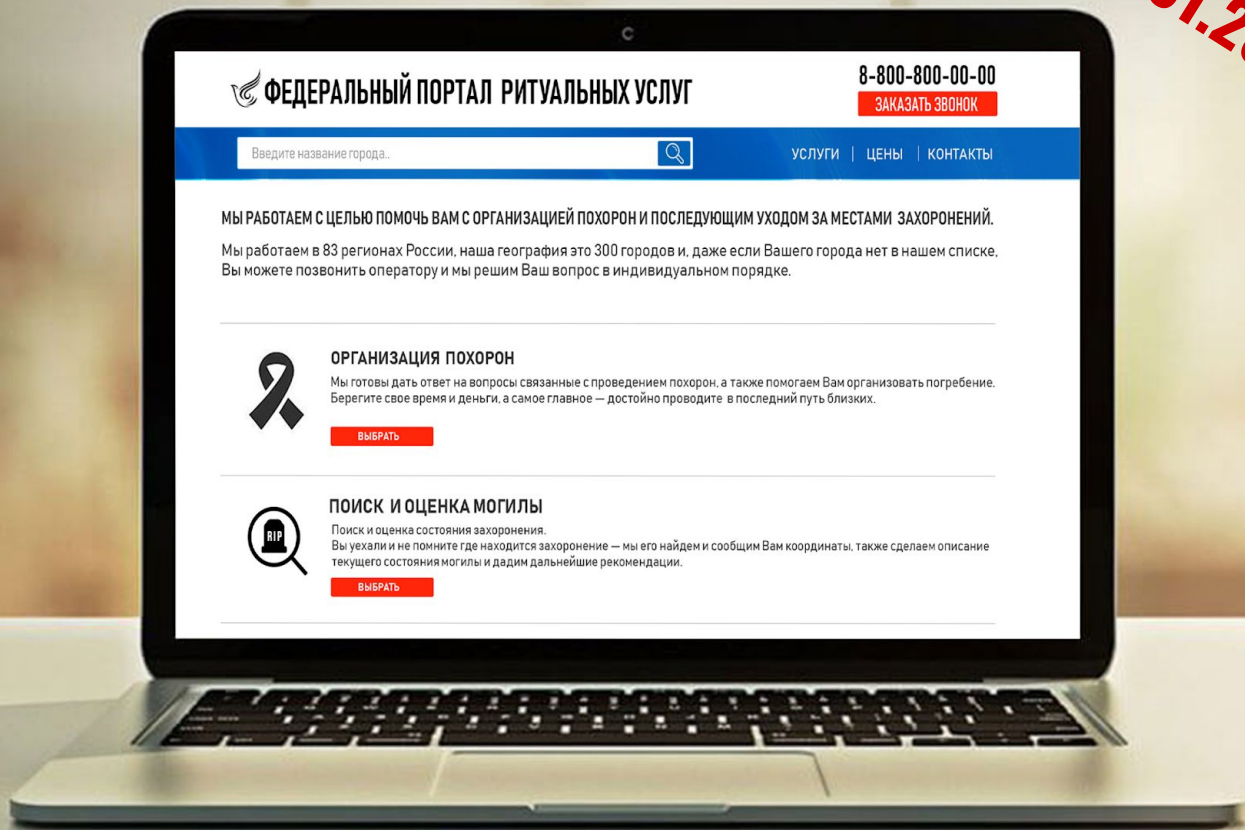 ФЕДЕРАЛЬНЫЙ ПОРТАЛ РИТУАЛЬНЫХ УСЛУГ
8-800-800-00-00
ЗАКАЗАТЬ ЗВОНОК
Введите название города..
УСЛУГИ | ЦЕНЫ | КОНТАКТЫ
МЫ РАБОТАЕМ С ЦЕЛЬЮ ПОМОЧЬ ВАМ С ОРГАНИЗАЦИЕЙ ПОХОРОН И ПОСЛЕДУЮЩИМ УХОДОМ ЗА МЕСТАМИ ЗАХОРОНЕНИЙ.
Мы работаем в 83 регионах России, наша география это 300 городов и, даже если Вашего города нет в нашем списке,
Вы можете позвонить оператору и мы решим Ваш вопрос в индивидуальном порядке.
ОРГАНИЗАЦИЯ ПОХОРОН
Мы готовы дать ответ на вопросы связанные с проведением похорон, а также помогаем Вам организовать погребение.
Берегите свое время и деньги, а самое главное — достойно проводите в последний путь близких.
ВЫБРАТЬ
ПОИСК И ОЦЕНКА МОГИЛЫ
RIP
Поиск и оценка состояния захоронения.
Вы уехали и не помните где находится захоронение — мы его найдем и сообщим Вам координаты, также сделаем описание
текущего состояния могилы и дадим дальнейшие рекомендации.
ВЫБРАТЬ